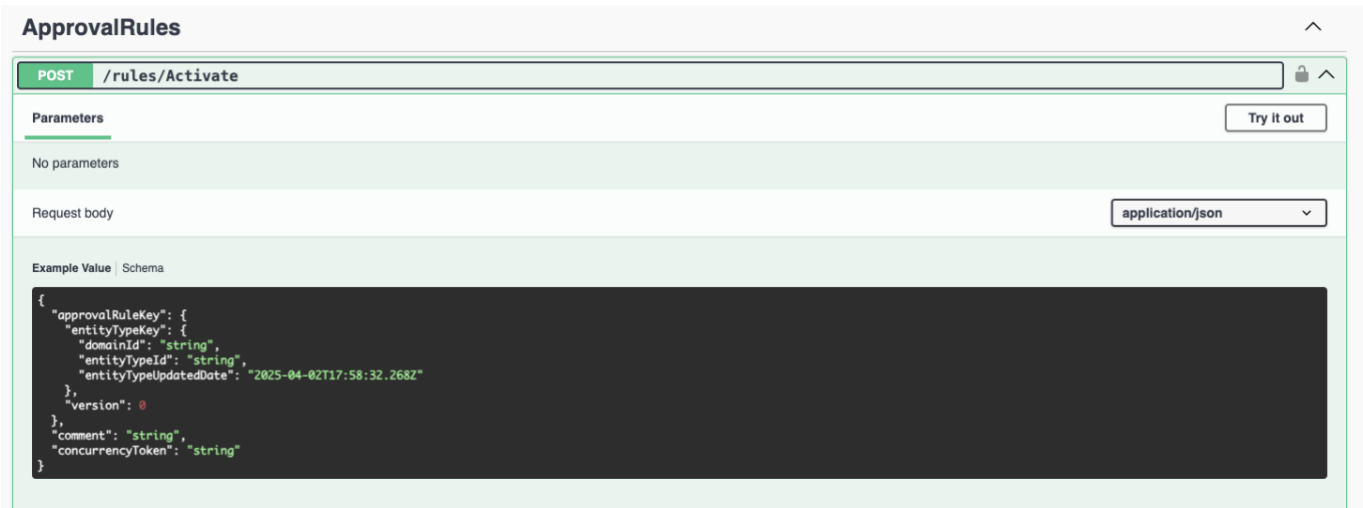 ApprovalRules
POST /rules/Activate
Parameters Try it out
No parameters
Request body application/json
Example Value Schema
{
  "approvalRuleKey": {
    "entityTypeKey": {
      "domainId": "string",
      "entityTypeId": "string",
      "entityTypeUpdatedDate": "2025-04-02T17:58:32.268Z"
    },
    "version": 0
  },
  "comment": "string",
  "concurrencyToken": "string"
}